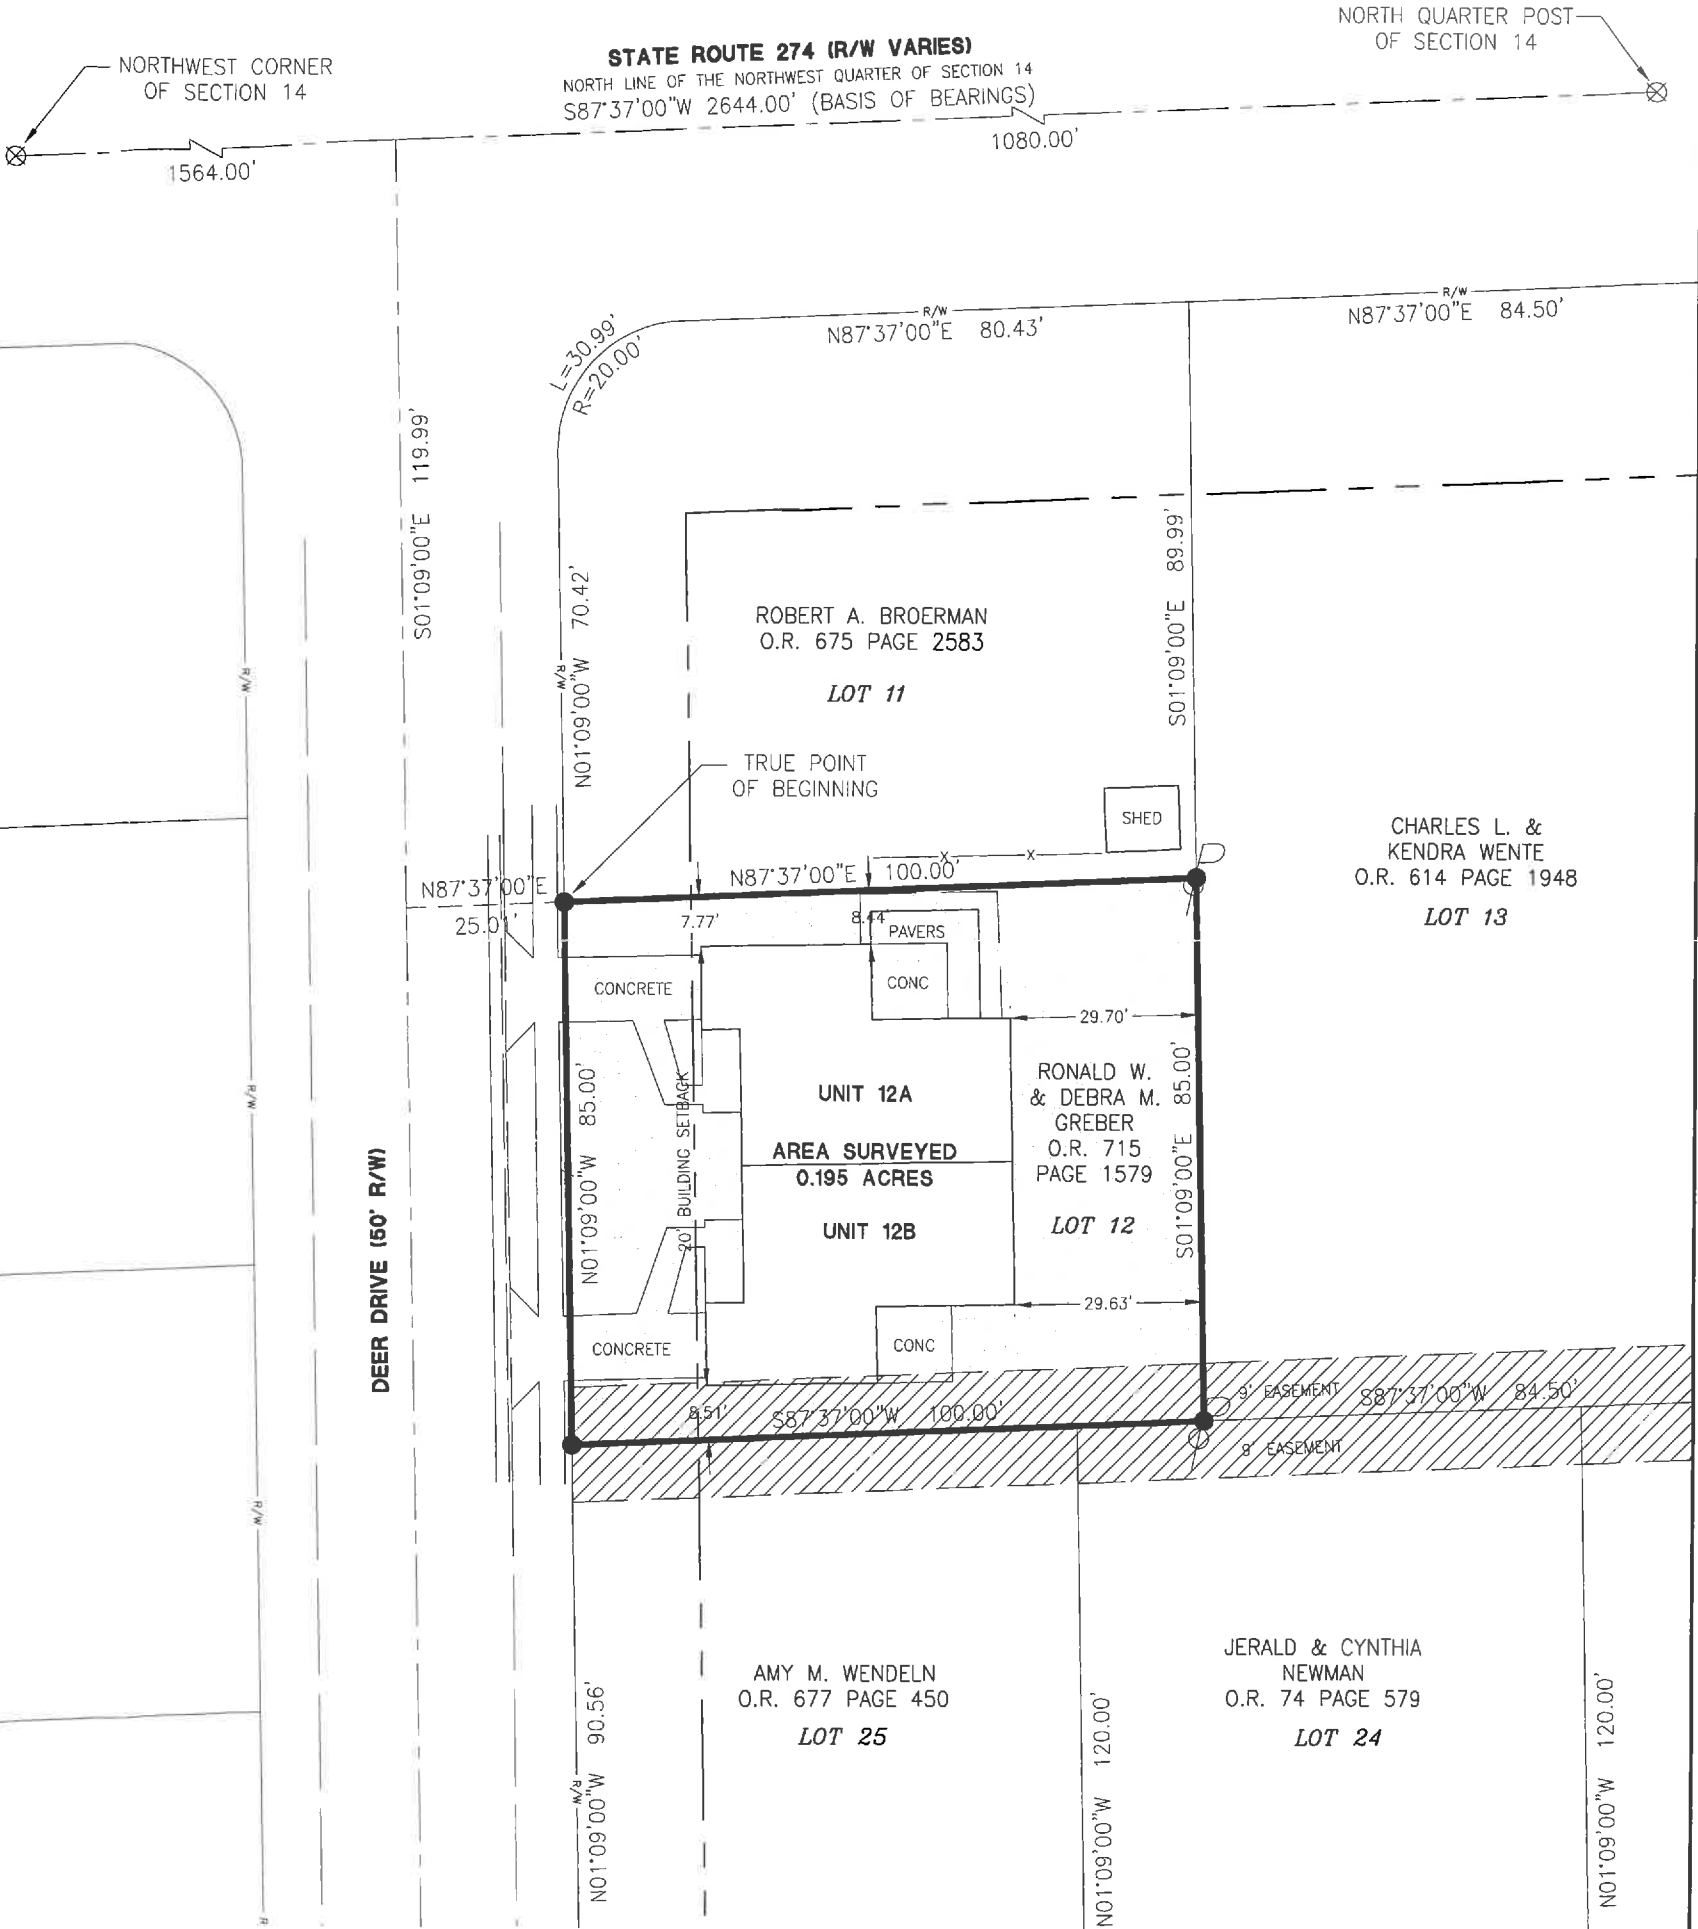 NORTH QUARTER POST
OF SECTION 14
NORTHWEST CORNER
OF SECTION 14
STATE ROUTE 274 (R/W VARIES)
NORTH LINE OF THE NORTHWEST QUARTER OF SECTION 14
S87°37'00"W 2644.00' (BASIS OF BEARINGS)
1564.00'
1080.00'
R/W
N87°37'00"E 84.50'
R/W
N87°37'00"E 80.43'
L=30.99'
R=20.00'
S01°09'00"E 119.99'
N01°09'00"W 70.42'
R/W
R/W
S01°09'00"E 89.99'
ROBERT A. BROERMAN
O.R. 675 PAGE 2583
LOT 11
TRUE POINT
OF BEGINNING
SHED
CHARLES L. &
KENDRA WENTE
O.R. 614 PAGE 1948
LOT 13
X X
N87°37'00"E 100.00'
N87°37'00"E
25.01'
7.77'
8.44'
PAVERS
CONCRETE
CONC
29.70'
R/W
N01°09'00"W 85.00'
20' BUILDING SETBACK
UNIT 12A
AREA SURVEYED
0.195 ACRES
UNIT 12B
RONALD W.
& DEBRA M.
GREBER
O.R. 715
PAGE 1579
LOT 12
S01°09'00"E 85.00'
DEER DRIVE (50' R/W)
29.63'
CONCRETE
CONC
9' EASEMENT
S87°37'00"W 84.50'
8.51'
S87°37'00"W 100.00'
9' EASEMENT
R/W
AMY M. WENDELN
O.R. 677 PAGE 450
LOT 25
JERALD & CYNTHIA
NEWMAN
O.R. 74 PAGE 579
LOT 24
N01°09'00"W 90.56'
R/W
N01°09'00"W 120.00'
N01°09'00"W 120.00'
R